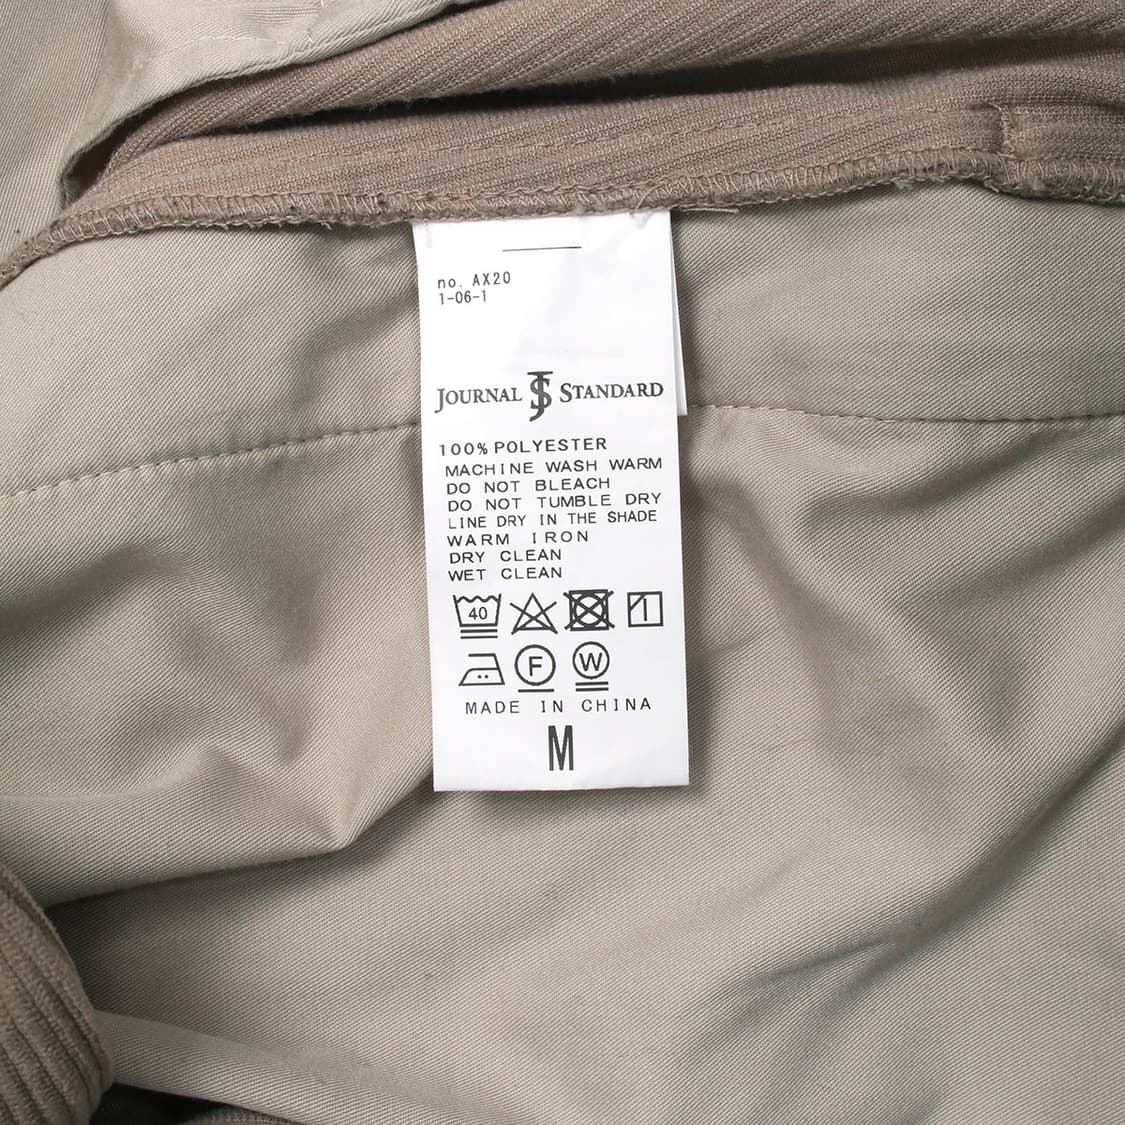 no. AX20
1-06-1
JOURNAL JS STANDARD
100% POLYESTER
MACHINE WASH WARM
DO NOT BLEACH
DO NOT TUMBLE DRY
LINE DRY IN THE SHADE
WARM IRON
DRY CLEAN
WET CLEAN
40
F W
MADE IN CHINA
M